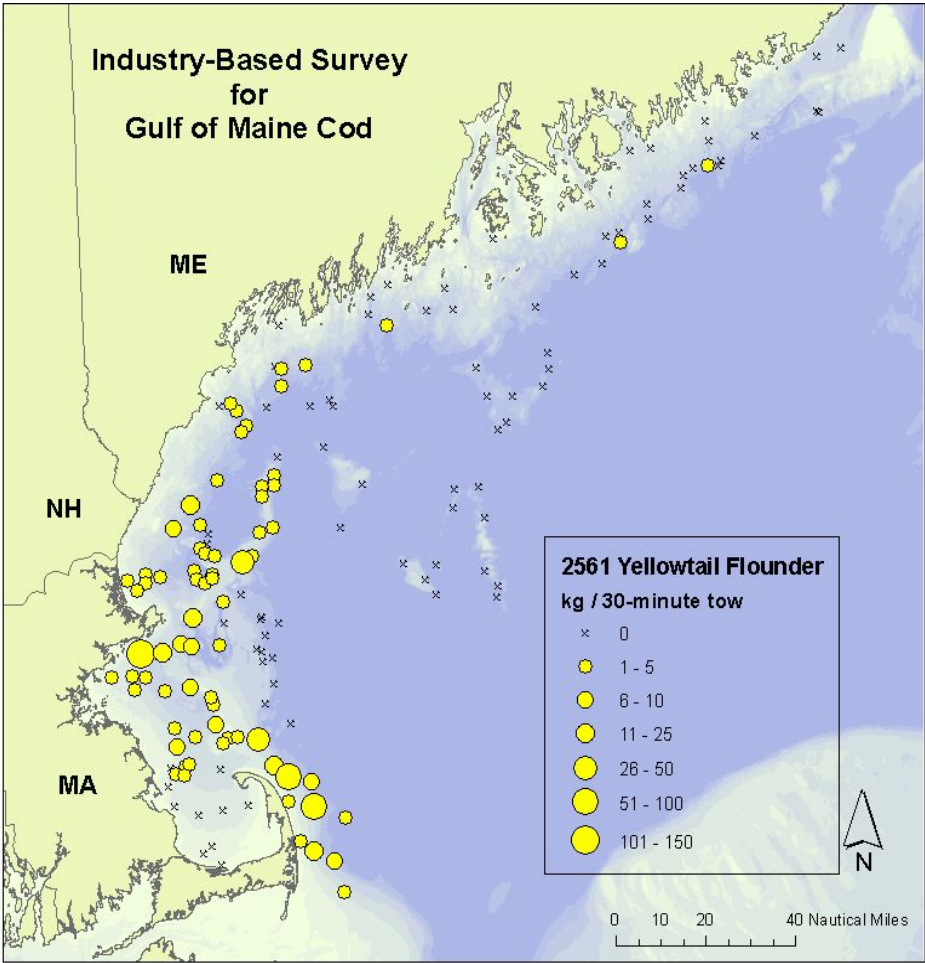 Industry-Based Survey
for
Gulf of Maine Cod
ME
NH
MA
2561 Yellowtail Flounder
kg / 30-minute tow
0
1 - 5
6 - 10
11 - 25
26 - 50
51 - 100
101 - 150
N
0 10 20 40 Nautical Miles